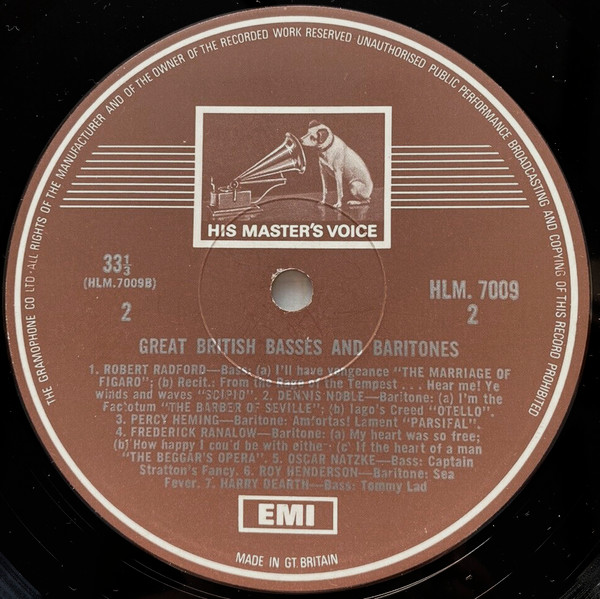 THE GRAMOPHONE CO LTD · ALL RIGHTS OF THE MANUFACTURER AND OF THE OWNER OF THE RECORDED WORK RESERVED UNAUTHORISED PUBLIC PERFORMANCE BROADCASTING AND COPYING OF THIS RECORD PROHIBITED
HIS MASTER'S VOICE
33⅓
(HLM.7009B)
2
HLM. 7009
2
GREAT BRITISH BASSES AND BARITONES
1. ROBERT RADFORD—Bass: (a) I'll have vengeance "THE MARRIAGE OF
FIGARO"; (b) Recit.: From the Rage of the Tempest ... Hear me! Ye
winds and waves "SCIPIO". 2. DENNIS NOBLE—Baritone: (a) I'm the
Factotum "THE BARBER OF SEVILLE"; (b) Iago's Creed "OTELLO".
3. PERCY HEMING—Baritone: Amfortas! Lament "PARSIFAL".
4. FREDERICK RANALOW—Baritone: (a) My heart was so free;
(b) How happy I could be with either (c) If the heart of a man
"THE BEGGAR'S OPERA". 5. OSCAR NATZKE—Bass: Captain
Stratton's Fancy. 6. ROY HENDERSON—Baritone: Sea
Fever. 7. HARRY DEARTH—Bass: Tommy Lad
EMI
MADE IN GT. BRITAIN